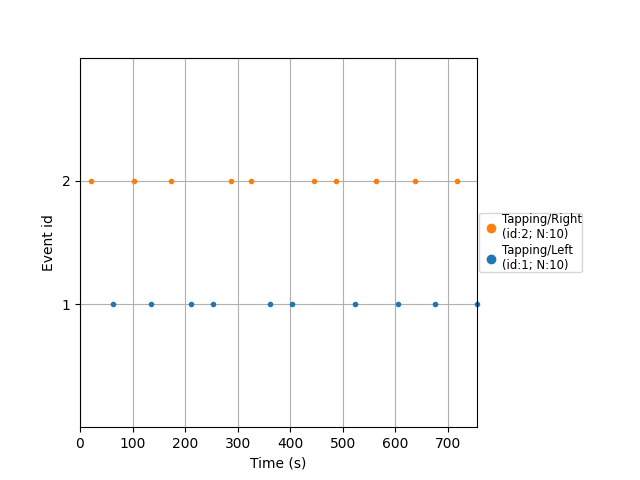 2
1
Event id
0 100 200 300 400 500 600 700
Time (s)
Tapping/Right
(id:2; N:10)
Tapping/Left
(id:1; N:10)